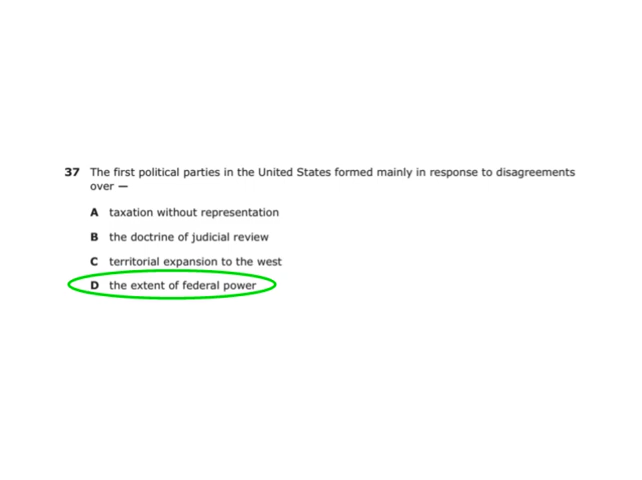 37 The first political parties in the United States formed mainly in response to disagreements
over —
A taxation without representation
B the doctrine of judicial review
C territorial expansion to the west
D the extent of federal power